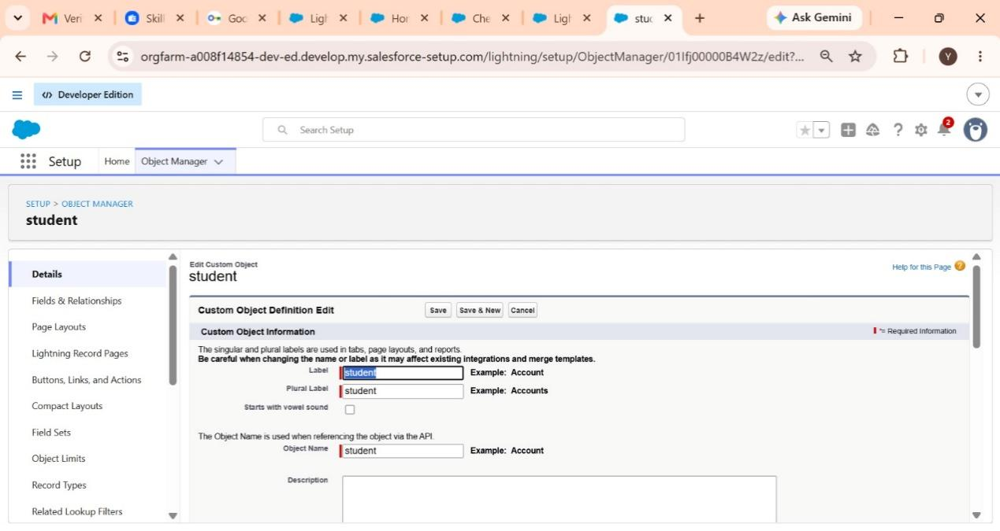 Veri
Skill
Goo
Ligh
Hor
Che
Ligh
stuc
Ask Gemini
orgfarm-a008f14854-dev-ed.develop.my.salesforce-setup.com/lightning/setup/ObjectManager/01Ifj00000B4W2z/edit?...
Y
</> Developer Edition
Search Setup
2
Setup
Home
Object Manager
SETUP > OBJECT MANAGER
student
Details
Fields & Relationships
Page Layouts
Lightning Record Pages
Buttons, Links, and Actions
Compact Layouts
Field Sets
Object Limits
Record Types
Related Lookup Filters
Edit Custom Object
student
Help for this Page
Custom Object Definition Edit
Save
Save & New
Cancel
Custom Object Information
= Required Information
The singular and plural labels are used in tabs, page layouts, and reports.
Be careful when changing the name or label as it may affect existing integrations and merge templates.
Label student Example: Account
Plural Label student Example: Accounts
Starts with vowel sound
The Object Name is used when referencing the object via the API.
Object Name student Example: Account
Description